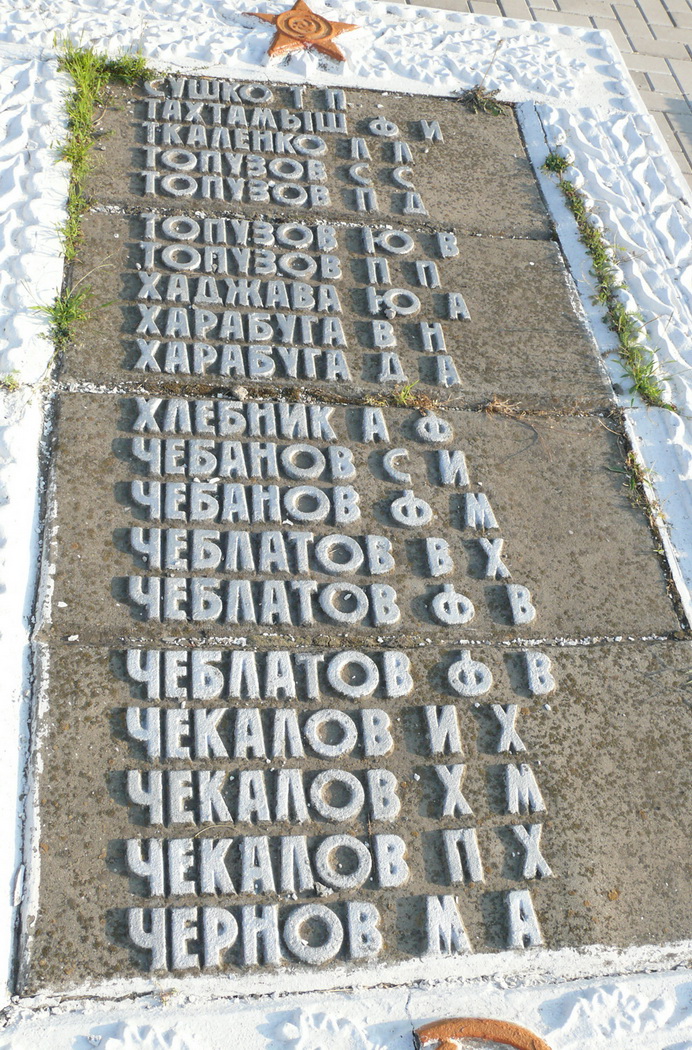 СУШКО Т П
ТАХТАМЫШ Ф И
ТКАЛЕНКО Л Л
ТОПУЗОВ С С
ТОПУЗОВ П Д
ТОПУЗОВ Ю В
ТОПУЗОВ П П
ХАДЖАВА Ю А
ХАРАБУГА В Н
ХАРАБУГА Д А
ХЛЕБНИК А Ф
ЧЕБАНОВ С И
ЧЕБАНОВ Ф М
ЧЕБЛАТОВ В Х
ЧЕБЛАТОВ Ф В
ЧЕБЛАТОВ Ф В
ЧЕКАЛОВ И Х
ЧЕКАЛОВ Х М
ЧЕКАЛОВ П Х
ЧЕРНОВ М А